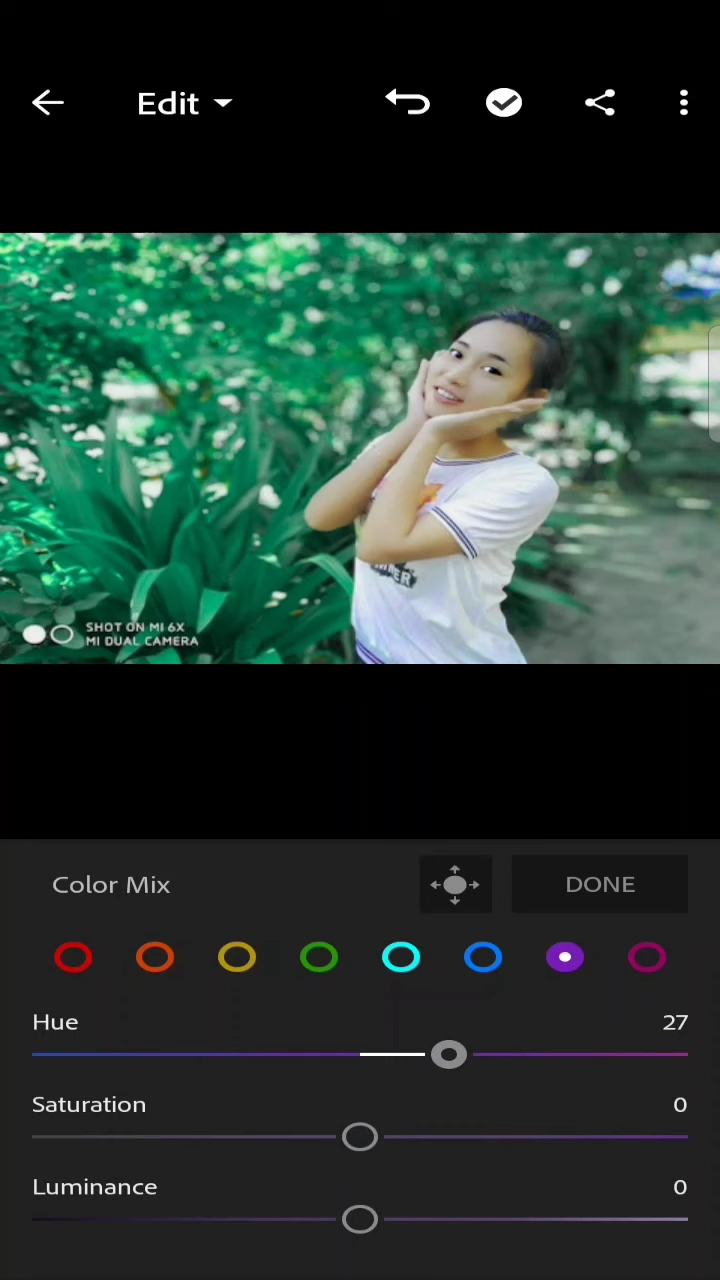 Edit
SHOT ON MI 6X
MI DUAL CAMERA
Color Mix
DONE
Hue
27
Saturation
0
Luminance
0